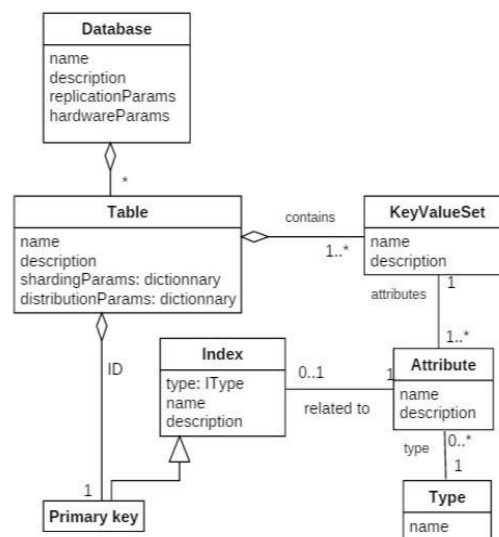 Database
name
description
replicationParams
hardwareParams
*
Table
name
description
shardingParams: dictionnary
distributionParams: dictionnary
contains
1..*
KeyValueSet
name
description
attributes
1
1..*
ID
Index
type: IType
name
description
0..1
related to
1
Attribute
name
description
type
0..*
1
1
Primary key
Type
name